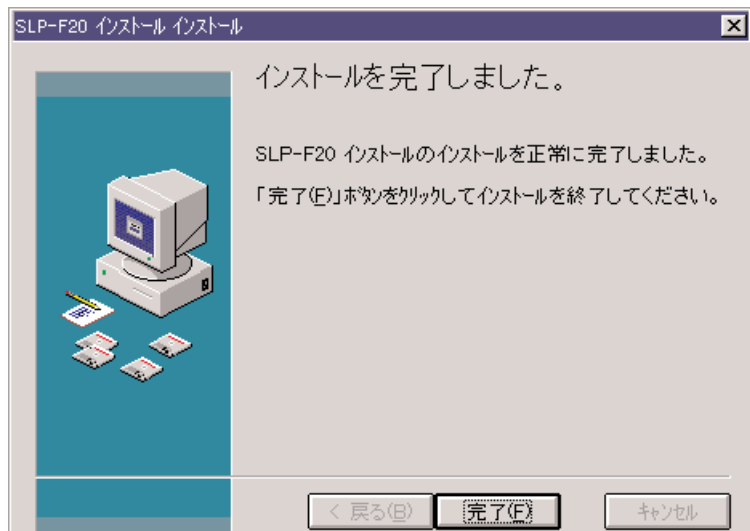 SLP-F20 インストール インストール
インストールを完了しました。
SLP-F20 インストールのインストールを正常に完了しました。
「完了(F)」ボタンをクリックしてインストールを終了してください。
< 戻る(B)
完了(F)
キャンセル